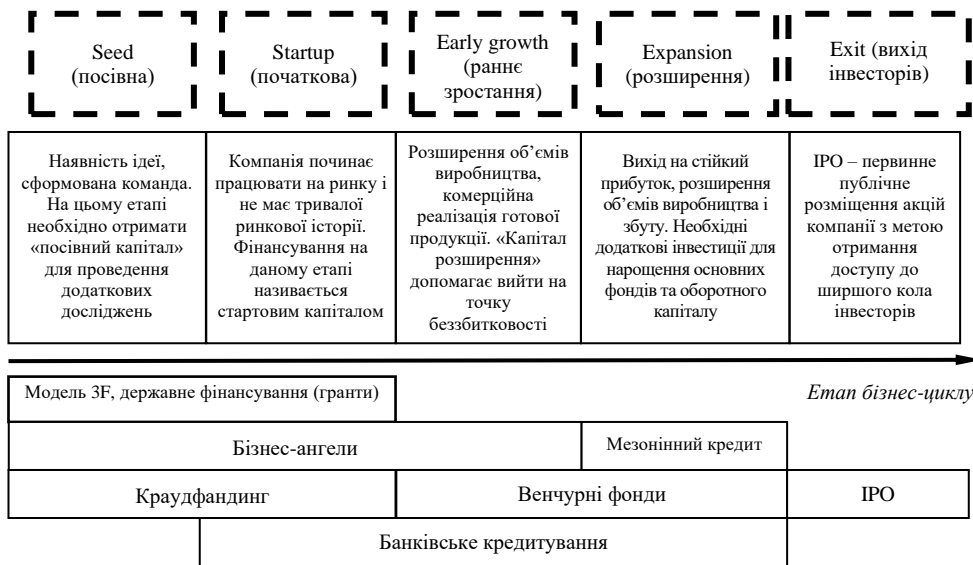 Seed
(посівна)
Startup
(початкова)
Early growth
(раннє
зростання)
Expansion
(розширення)
Exit (вихід
інвесторів)
Наявність ідеї,
сформована команда.
На цьому етапі
необхідно отримати
«посівний капітал»
для проведення
додаткових
досліджень
Компанія починає
працювати на ринку і
не має тривалої
ринкової історії.
Фінансування на
даному етапі
називається
стартовим капіталом
Розширення об’ємів
виробництва,
комерційна
реалізація готової
продукції. «Капітал
розширення»
допомагає вийти на
точку
беззбитковості
Вихід на стійкий
прибуток, розширення
об’ємів виробництва і
збуту. Необхідні
додаткові інвестиції для
нарощення основних
фондів та оборотного
капіталу
IPO – первинне
публічне
розміщення акцій
компанії з метою
отримання
доступу до
ширшого кола
інвесторів
Модель 3F, державне фінансування (гранти)
Етап бізнес-циклу
Бізнес-ангели
Мезонінний кредит
Краудфандинг
Венчурні фонди
IPO
Банківське кредитування